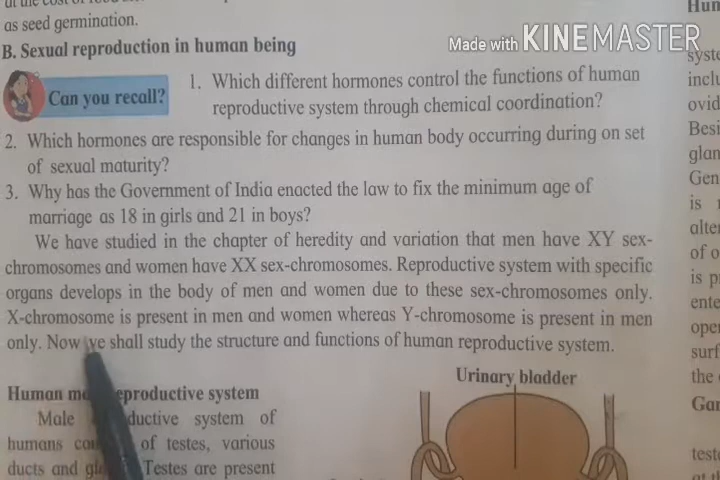 as seed germination.
B. Sexual reproduction in human being
Made with KINEMASTER
Can you recall?
1. Which different hormones control the functions of human
reproductive system through chemical coordination?
2. Which hormones are responsible for changes in human body occurring during on set
of sexual maturity?
3. Why has the Government of India enacted the law to fix the minimum age of
marriage as 18 in girls and 21 in boys?
We have studied in the chapter of heredity and variation that men have XY sex-
chromosomes and women have XX sex-chromosomes. Reproductive system with specific
organs develops in the body of men and women due to these sex-chromosomes only.
X-chromosome is present in men and women whereas Y-chromosome is present in men
only. Now we shall study the structure and functions of human reproductive system.
Human reproductive system
Male system of
humans of testes, various
ducts and Testes are present
Urinary bladder